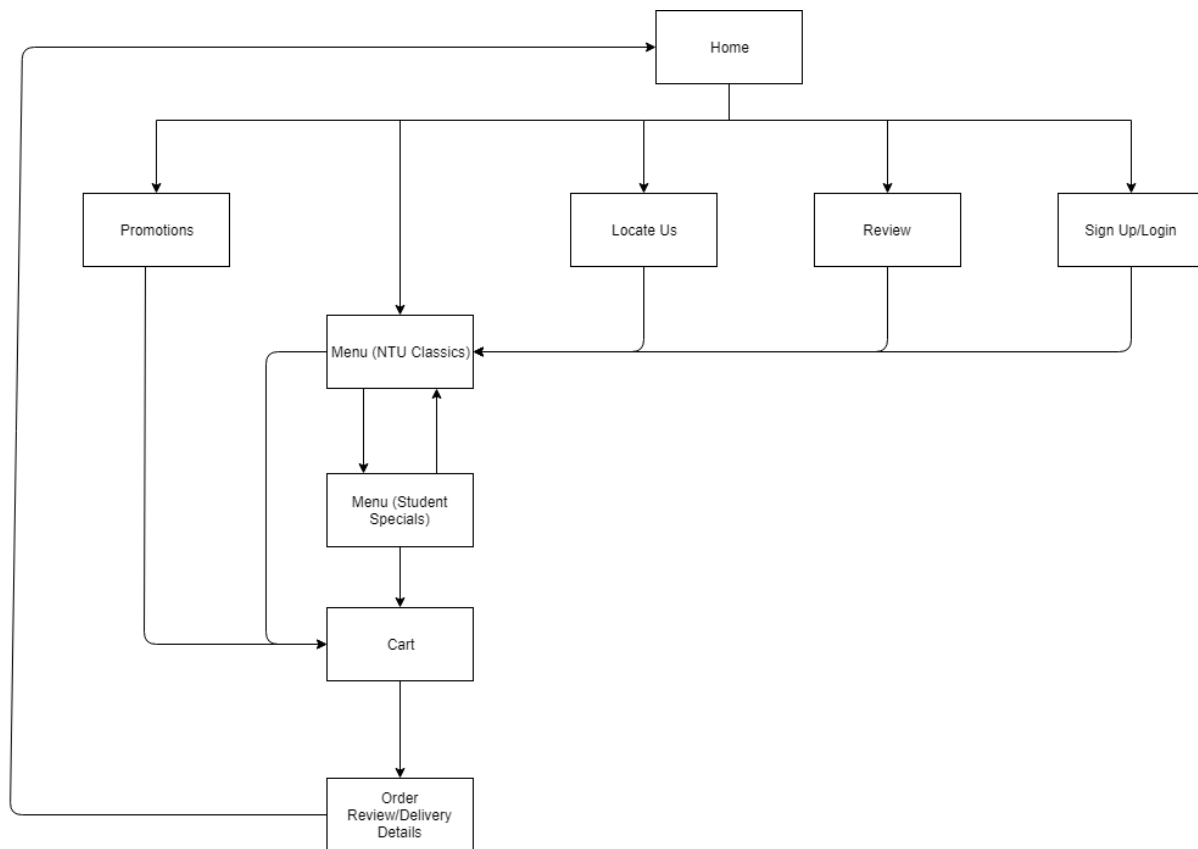 Home
Promotions
Locate Us
Review
Sign Up/Login
Menu (NTU Classics)
Menu (Student
Specials)
Cart
Order
Review/Delivery
Details